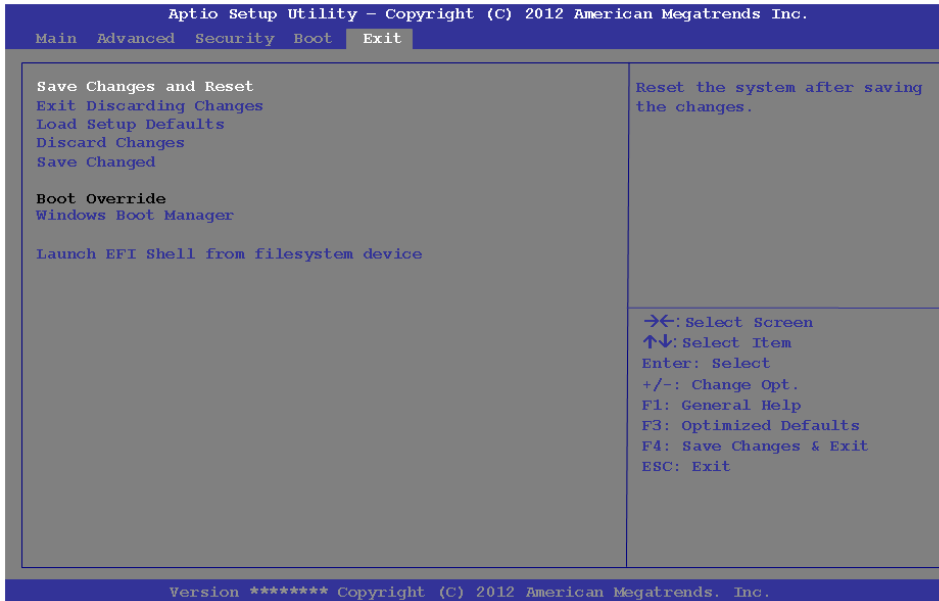 Aptio Setup Utility – Copyright (C) 2012 American Megatrends Inc.
Main Advanced Security Boot Exit
Save Changes and Reset
Exit Discarding Changes
Load Setup Defaults
Discard Changes
Save Changed
Boot Override
Windows Boot Manager
Launch EFI Shell from filesystem device
Reset the system after saving
the changes.
→←: Select Screen
↑↓: Select Item
Enter: Select
+/-: Change Opt.
F1: General Help
F3: Optimized Defaults
F4: Save Changes & Exit
ESC: Exit
Version ******** Copyright (C) 2012 American Megatrends. Inc.